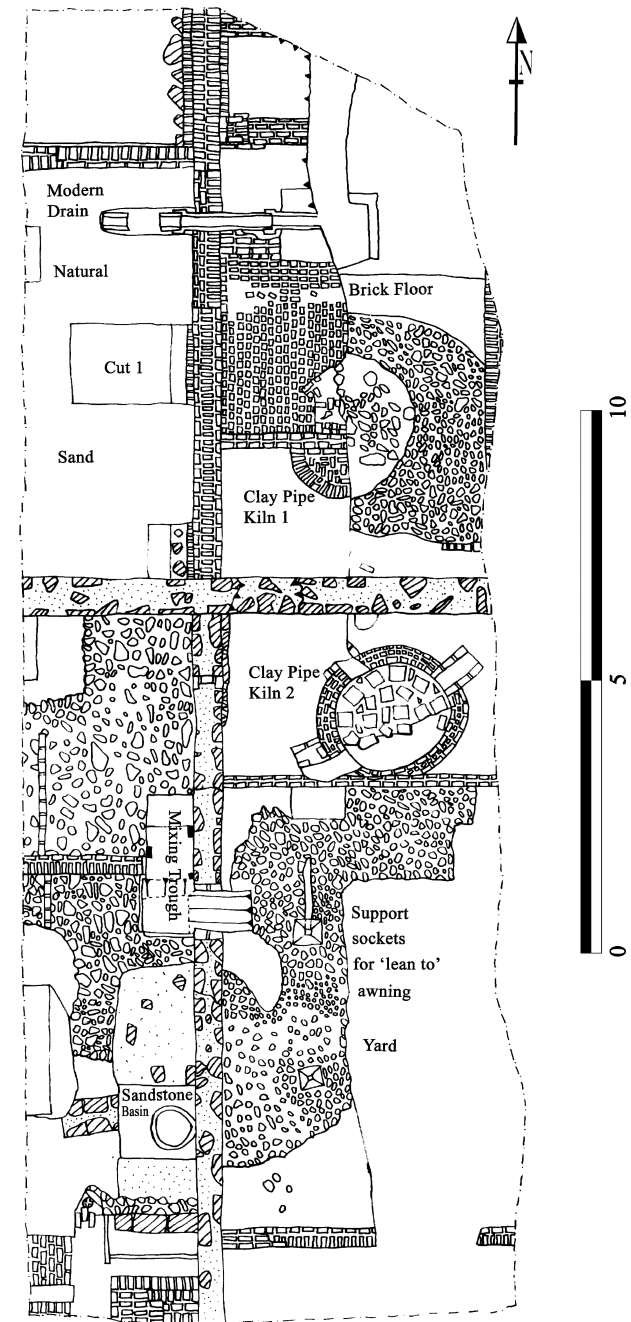 N
Modern
Drain
Natural
Brick Floor
Cut 1
10
Sand
Clay Pipe
Kiln 1
Clay Pipe
Kiln 2
5
Mixing Trough
Support
sockets
for ‘lean to’
awning
0
Yard
Sandstone
Basin